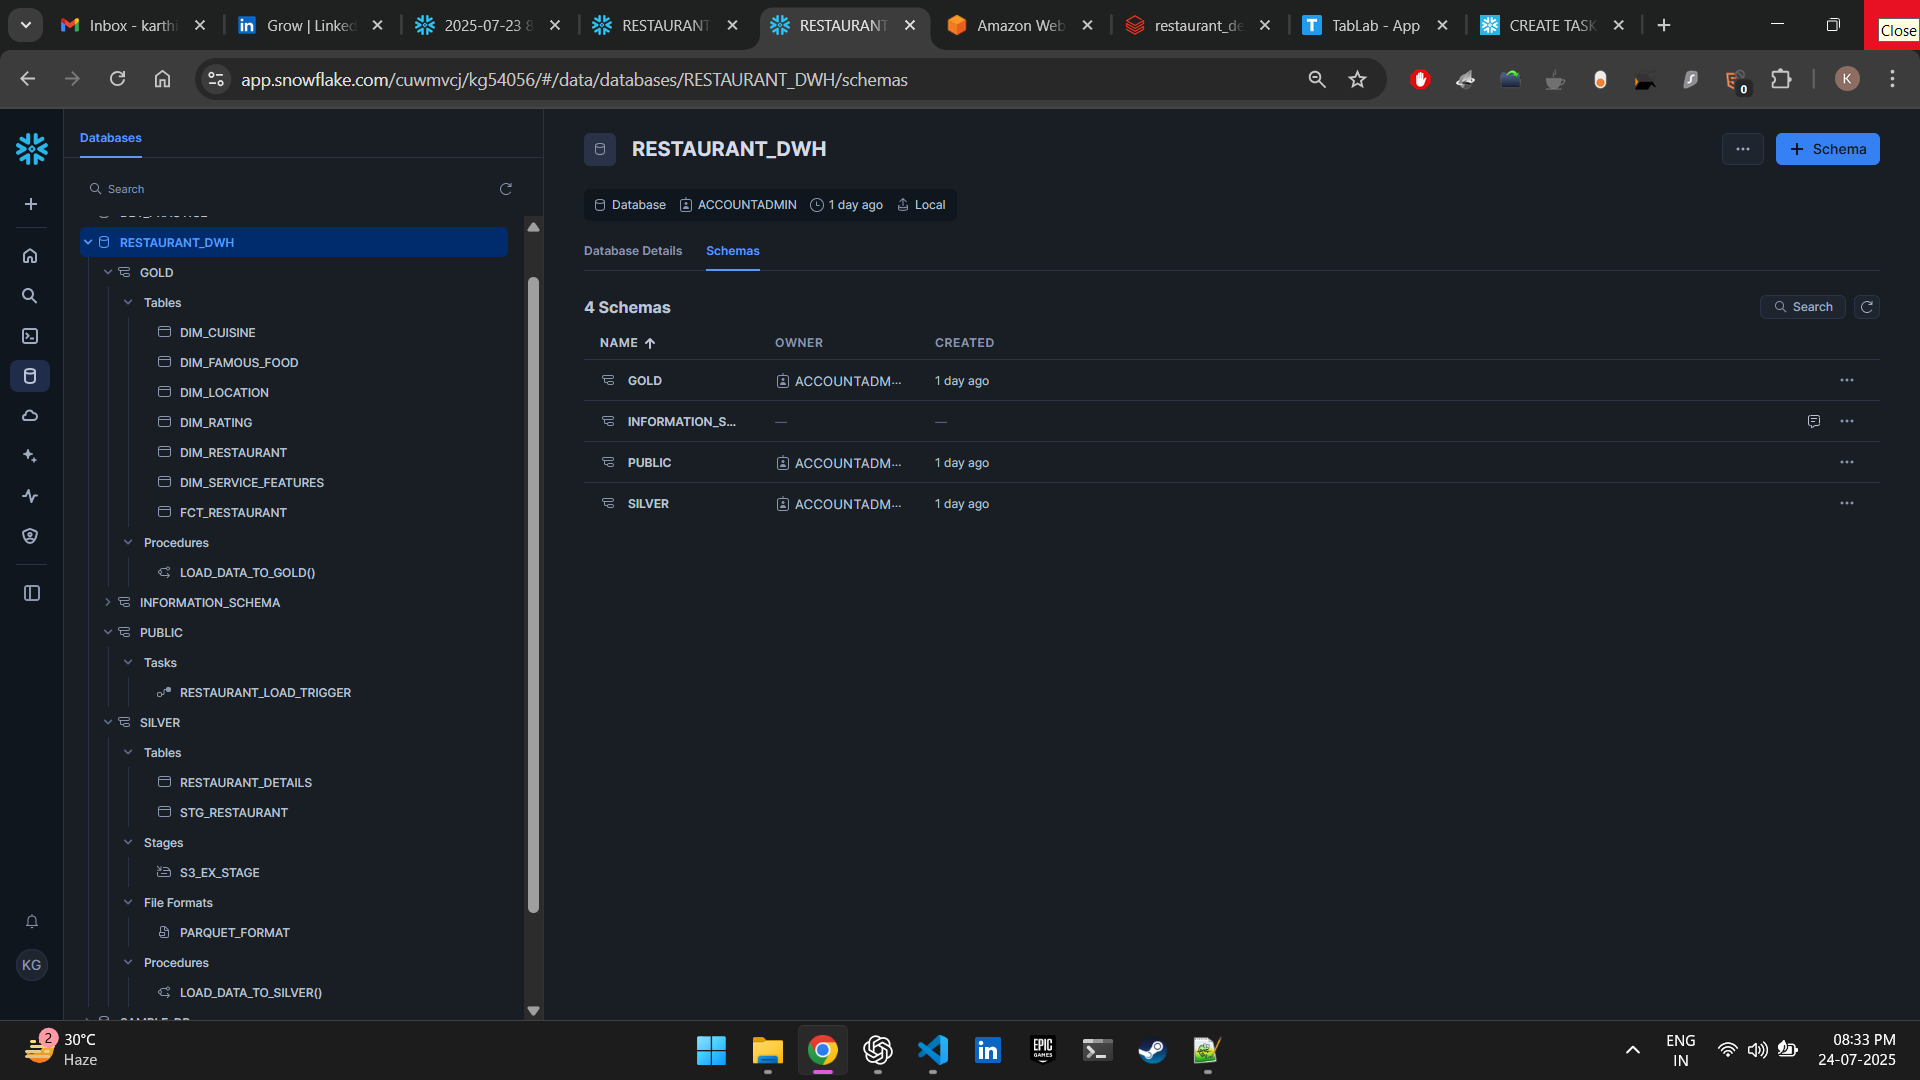 Inbox - karthi
Grow | Linked
2025-07-23 8
RESTAURANT
RESTAURANT
Amazon Web
restaurant_de
TabLab - App
CREATE TASK
Close
app.snowflake.com/cuwmvcj/kg54056/#/data/databases/RESTAURANT_DWH/schemas
0
K
Databases
Search
RESTAURANT_DWH
GOLD
Tables
DIM_CUISINE
DIM_FAMOUS_FOOD
DIM_LOCATION
DIM_RATING
DIM_RESTAURANT
DIM_SERVICE_FEATURES
FCT_RESTAURANT
Procedures
LOAD_DATA_TO_GOLD()
INFORMATION_SCHEMA
PUBLIC
Tasks
RESTAURANT_LOAD_TRIGGER
SILVER
Tables
RESTAURANT_DETAILS
STG_RESTAURANT
Stages
S3_EX_STAGE
File Formats
PARQUET_FORMAT
Procedures
LOAD_DATA_TO_SILVER()
KG
RESTAURANT_DWH
... + Schema
Database ACCOUNTADMIN 1 day ago Local
Database Details Schemas
4 Schemas
Search
NAME OWNER CREATED
GOLD ACCOUNTADM... 1 day ago
INFORMATION_S... — —
PUBLIC ACCOUNTADM... 1 day ago
SILVER ACCOUNTADM... 1 day ago
2
30°C
Haze
EPIC
GAMES
ENG
IN
08:33 PM
24-07-2025